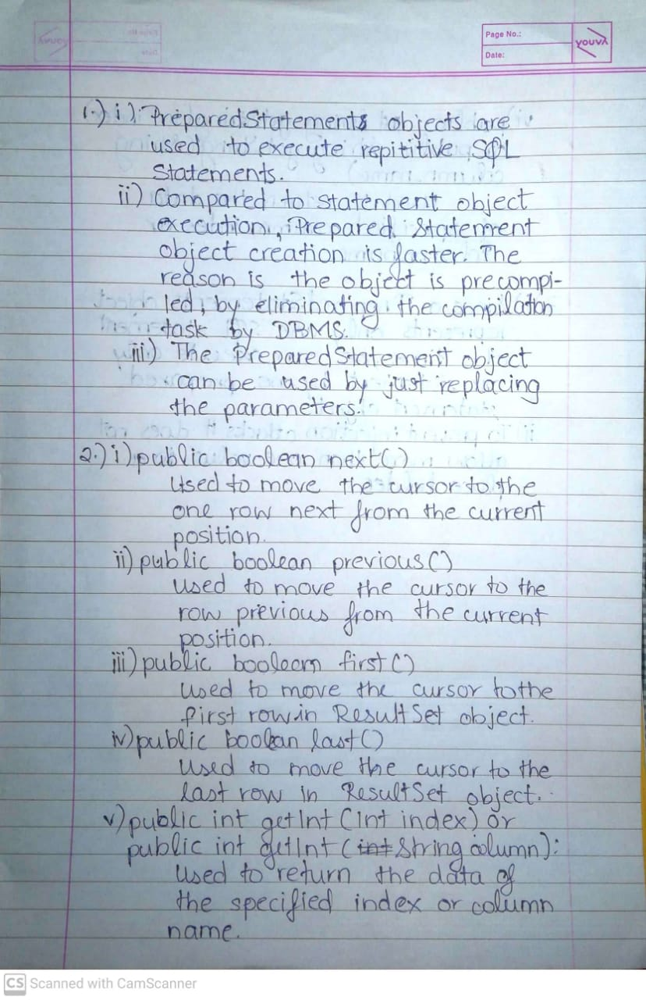 Page No.:
Date:
YOUVA
1.) i) PreparedStatements objects are
used to execute repititive SQL
Statements.
ii) Compared to statement object
execution, Prepared Statement
object creation is faster. The
reason is the object is precompi-
led, by eliminating the compilation
task by DBMS.
iii) The PreparedStatement object
can be used by just replacing
the parameters.
2.) i) public boolean next()
Used to move the cursor to the
one row next from the current
position.
ii) public boolean previous()
Used to move the cursor to the
row previous from the current
position.
iii) public boolean first()
Used to move the cursor to the
first row in ResultSet object.
iv) public boolean last()
Used to move the cursor to the
last row in ResultSet object.
v) public int getInt (int index) or
public int getInt (int String column):
Used to return the data of
the specified index or column
name.
CS Scanned with CamScanner